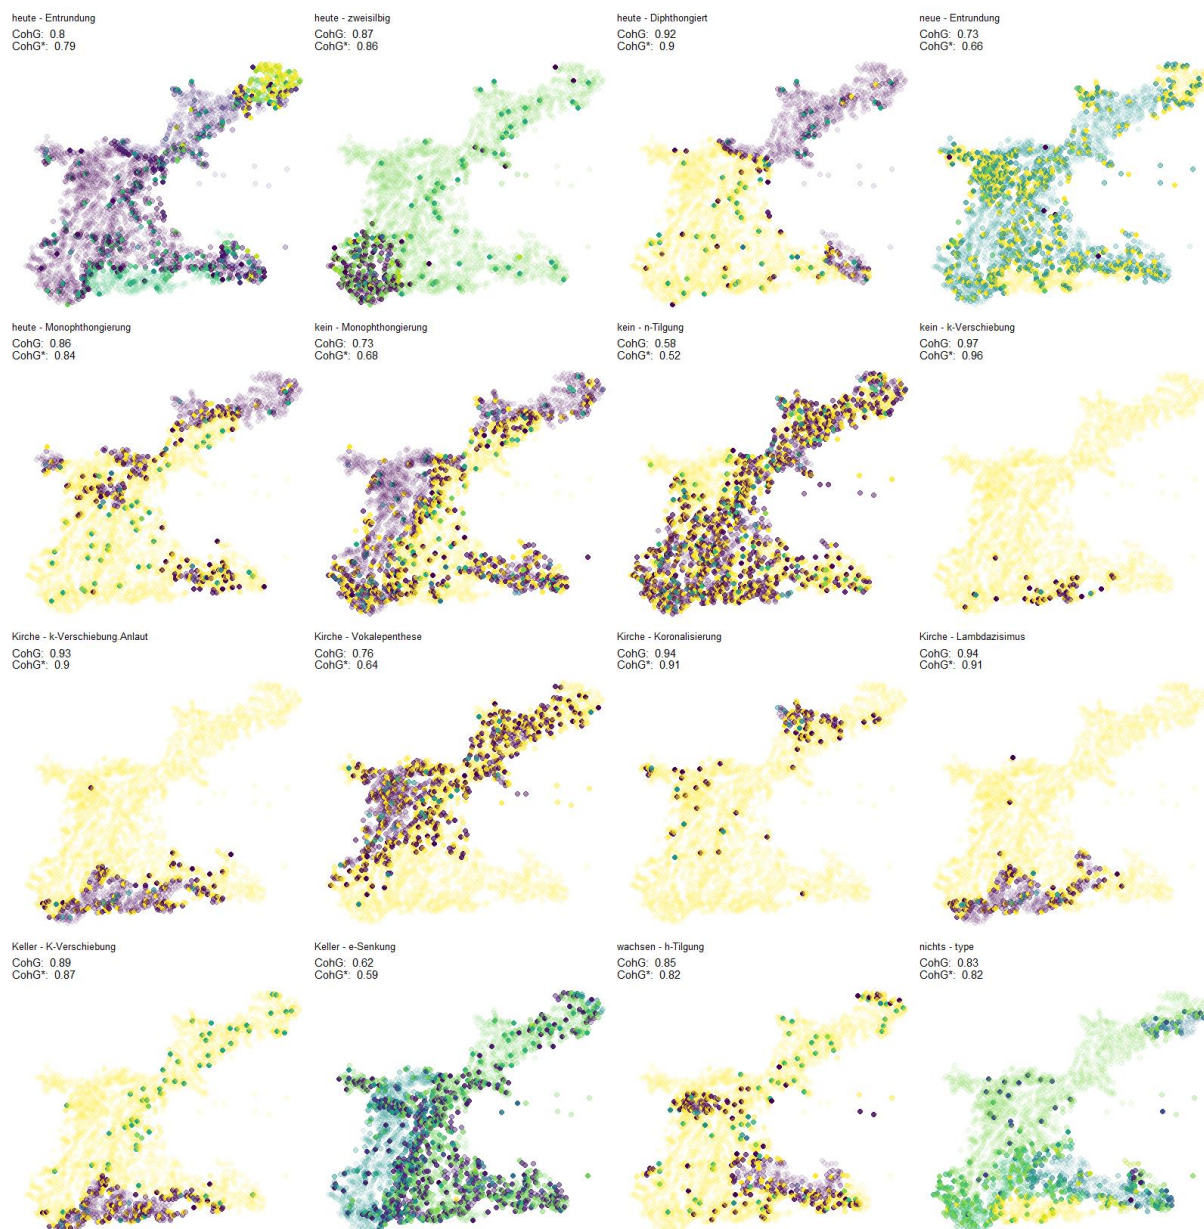 heute - Entrundung
CohG: 0.8
CohG*: 0.79
heute - zweisilbig
CohG: 0.87
CohG*: 0.86
heute - Diphthongiert
CohG: 0.92
CohG*: 0.9
neue - Entrundung
CohG: 0.73
CohG*: 0.66
heute - Monophthongierung
CohG: 0.86
CohG*: 0.84
kein - Monophthongierung
CohG: 0.73
CohG*: 0.68
kein - n-Tilgung
CohG: 0.58
CohG*: 0.52
kein - k-Verschiebung
CohG: 0.97
CohG*: 0.96
Kirche - k-Verschiebung.Anlaut
CohG: 0.93
CohG*: 0.9
Kirche - Vokalepenthese
CohG: 0.76
CohG*: 0.64
Kirche - Koronalisierung
CohG: 0.94
CohG*: 0.91
Kirche - Lambdazisimus
CohG: 0.94
CohG*: 0.91
Keller - K-Verschiebung
CohG: 0.89
CohG*: 0.87
Keller - e-Senkung
CohG: 0.62
CohG*: 0.59
wachsen - h-Tilgung
CohG: 0.85
CohG*: 0.82
nichts - type
CohG: 0.83
CohG*: 0.82